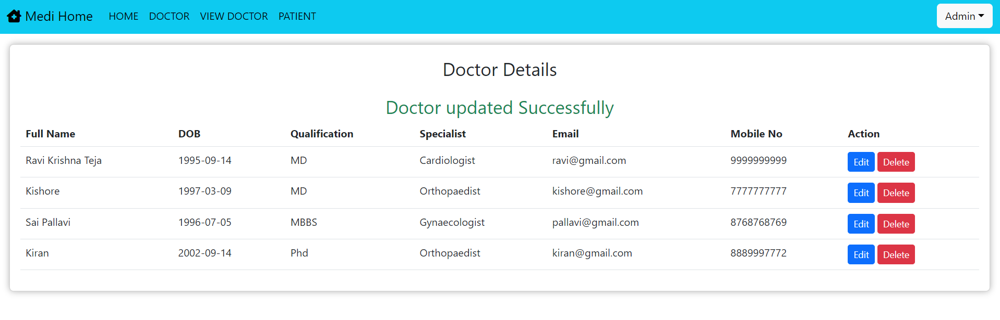 Medi Home HOME DOCTOR VIEW DOCTOR PATIENT Admin
Doctor Details
Doctor updated Successfully
Full Name DOB Qualification Specialist Email Mobile No Action
Ravi Krishna Teja 1995-09-14 MD Cardiologist ravi@gmail.com 9999999999 Edit Delete
Kishore 1997-03-09 MD Orthopaedist kishore@gmail.com 7777777777 Edit Delete
Sai Pallavi 1996-07-05 MBBS Gynaecologist pallavi@gmail.com 8768768769 Edit Delete
Kiran 2002-09-14 Phd Orthopaedist kiran@gmail.com 8889997772 Edit Delete